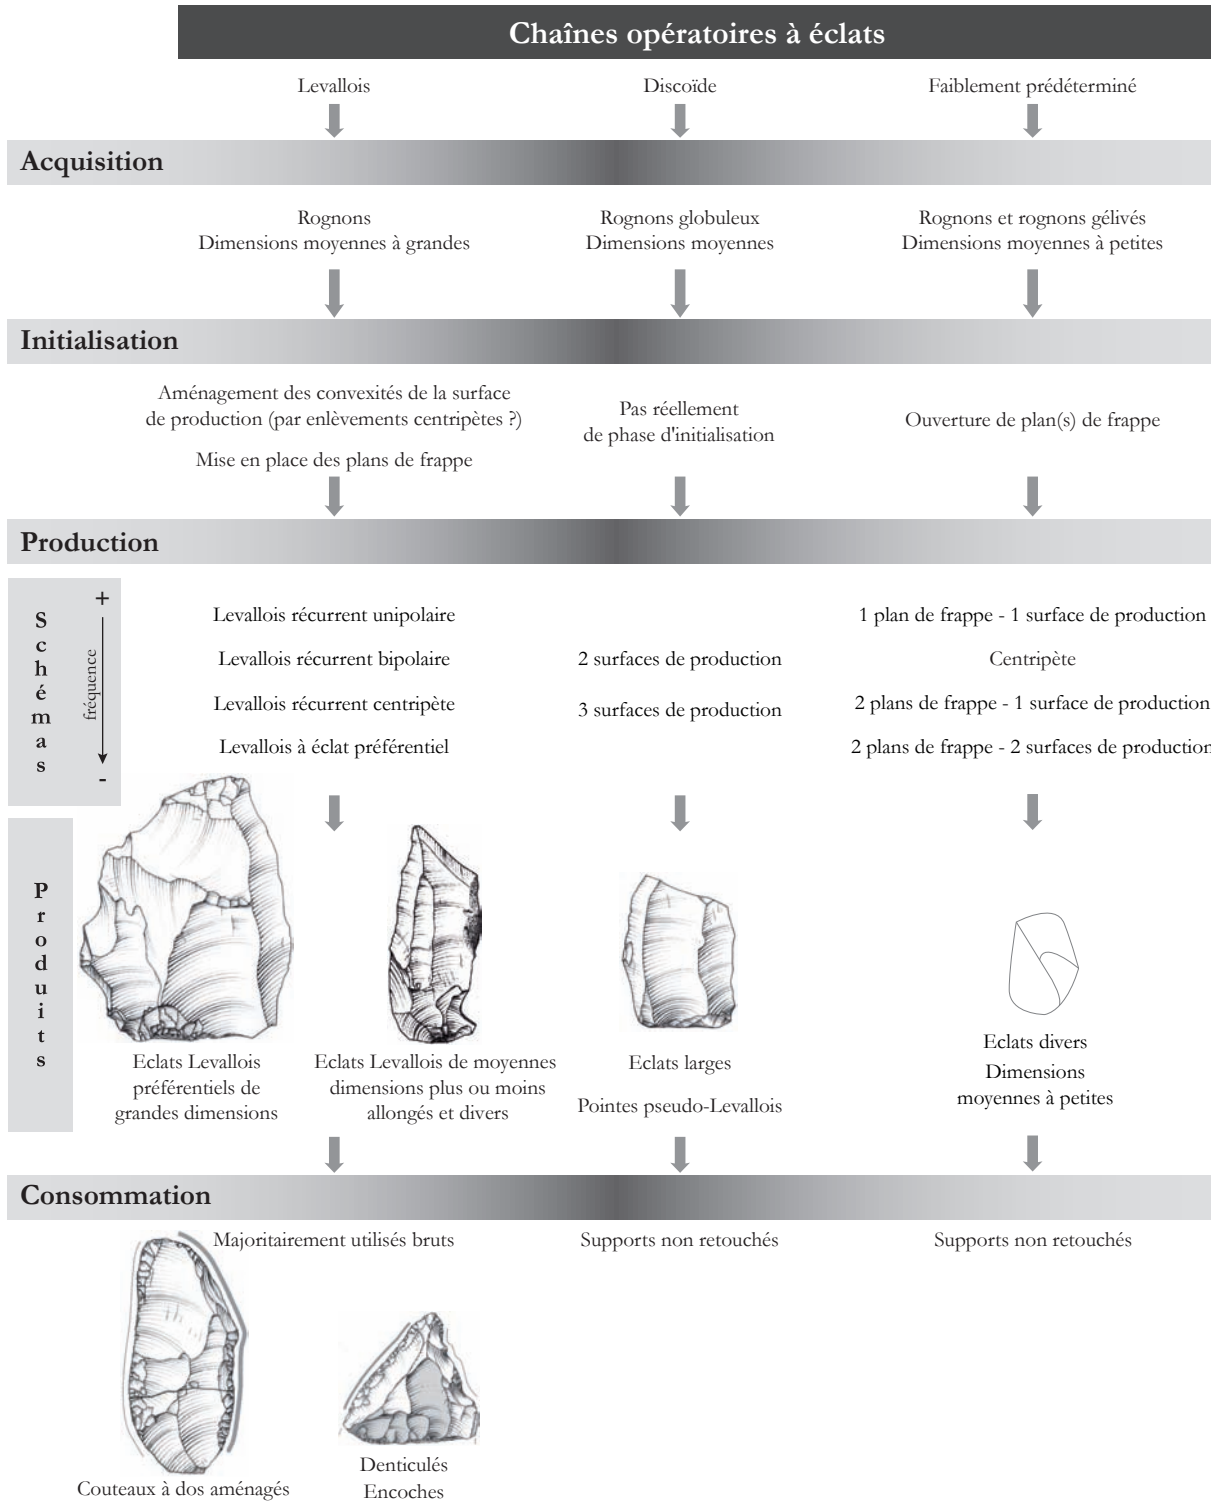 Chaînes opératoires à éclats
Levallois
Discoïde
Faiblement prédéterminé
Acquisition
Rognons
Dimensions moyennes à grandes
Rognons globuleux
Dimensions moyennes
Rognons et rognons gélivés
Dimensions moyennes à petites
Initialisation
Aménagement des convexités de la surface
de production (par enlèvements centripètes ?)
Mise en place des plans de frappe
Pas réellement
de phase d'initialisation
Ouverture de plan(s) de frappe
Production
Schémas
+
fréquence
-
Levallois récurrent unipolaire
Levallois récurrent bipolaire
Levallois récurrent centripète
Levallois à éclat préférentiel
2 surfaces de production
3 surfaces de production
1 plan de frappe - 1 surface de production
Centripète
2 plans de frappe - 1 surface de production
2 plans de frappe - 2 surfaces de production
Produits
Eclats Levallois
préférentiels de
grandes dimensions
Eclats Levallois de moyennes
dimensions plus ou moins
allongés et divers
Eclats larges
Pointes pseudo-Levallois
Eclats divers
Dimensions
moyennes à petites
Consommation
Majoritairement utilisés bruts
Supports non retouchés
Supports non retouchés
Couteaux à dos aménagés
Denticulés
Encoches